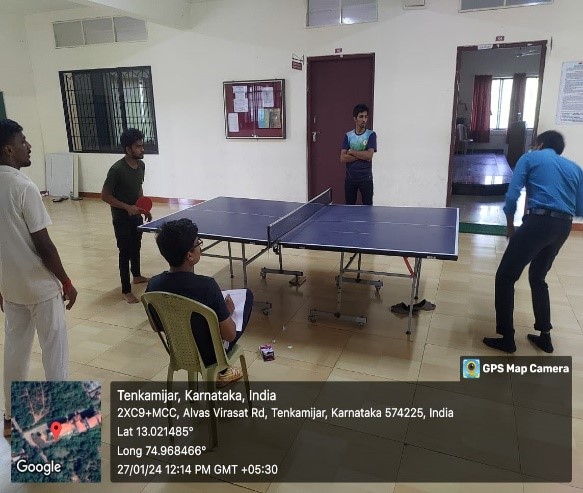 GPS Map Camera
Tenkamijar, Karnataka, India
2XC9+MCC, Alvas Virasat Rd, Tenkamijar, Karnataka 574225, India
Lat 13.021485°
Long 74.968466°
27/01/24 12:14 PM GMT +05:30
Google